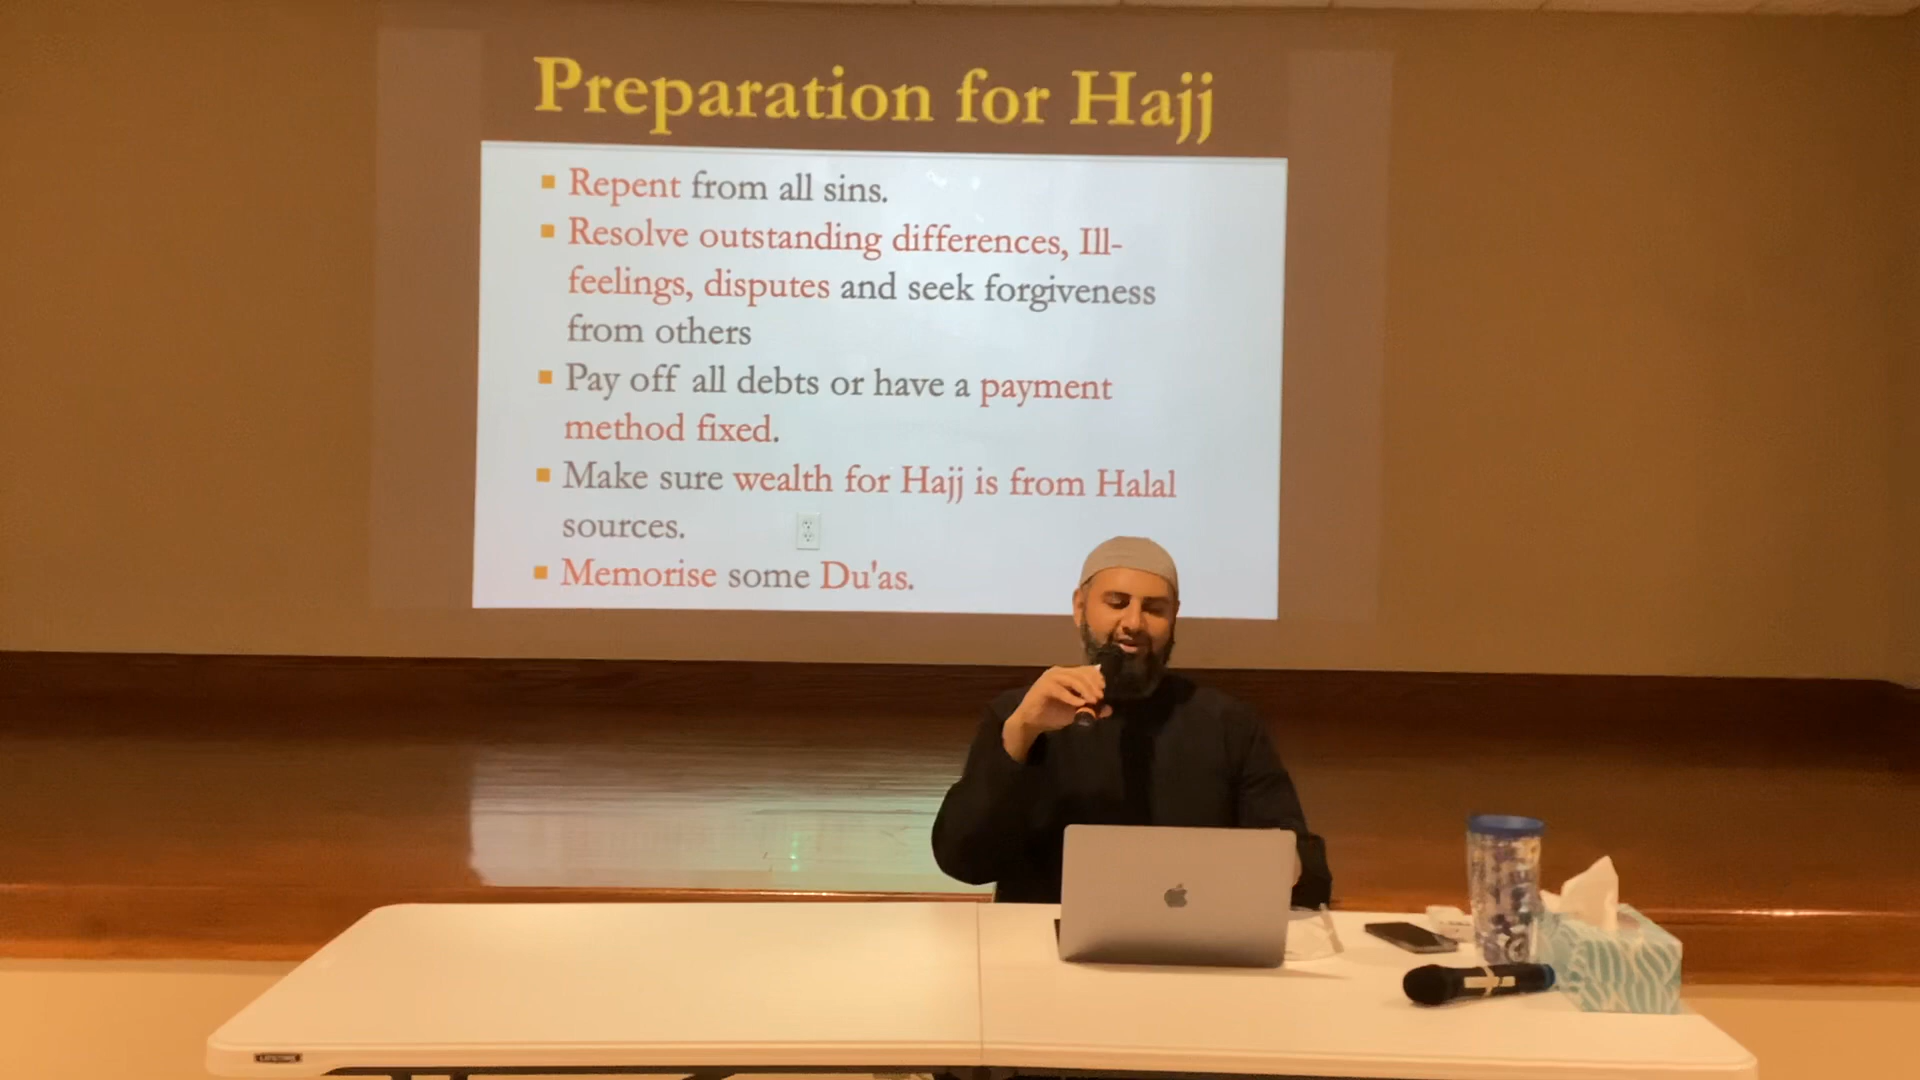 Preparation for Hajj
Repent from all sins.
Resolve outstanding differences, Ill-
feelings, disputes and seek forgiveness
from others
Pay off all debts or have a payment
method fixed.
Make sure wealth for Hajj is from Halal
sources.
Memorise some Du'as.
LIFETIME